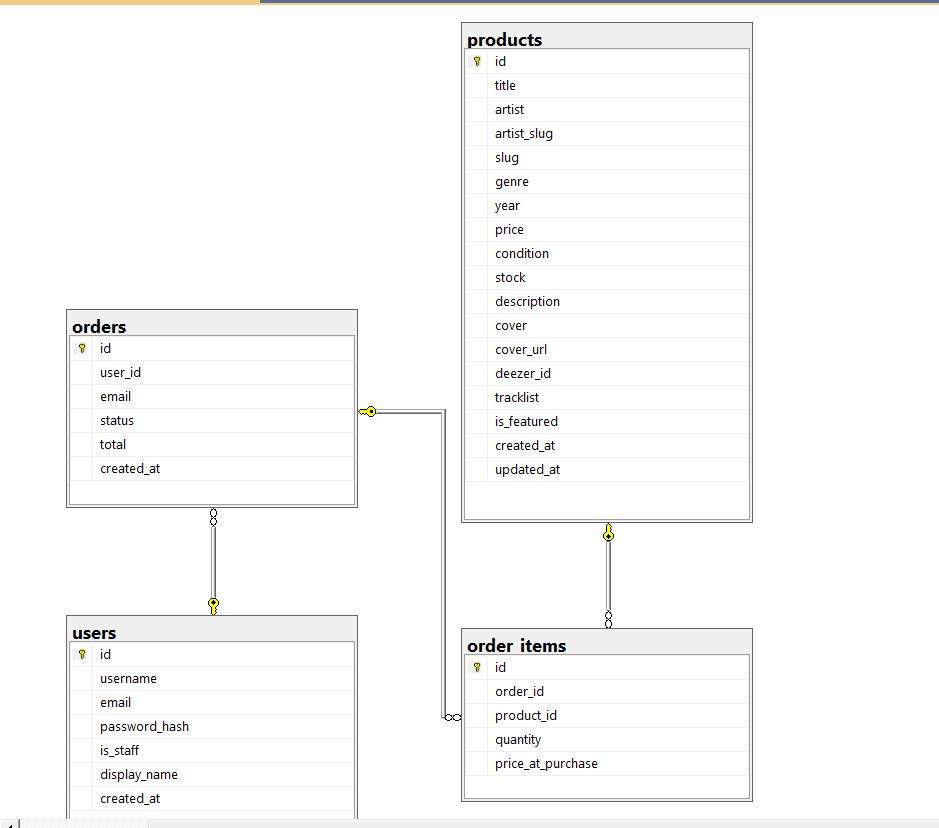 products
id
title
artist
artist_slug
slug
genre
year
price
condition
stock
description
cover
cover_url
deezer_id
tracklist
is_featured
created_at
updated_at
orders
id
user_id
email
status
total
created_at
users
id
username
email
password_hash
is_staff
display_name
created_at
order_items
id
order_id
product_id
quantity
price_at_purchase